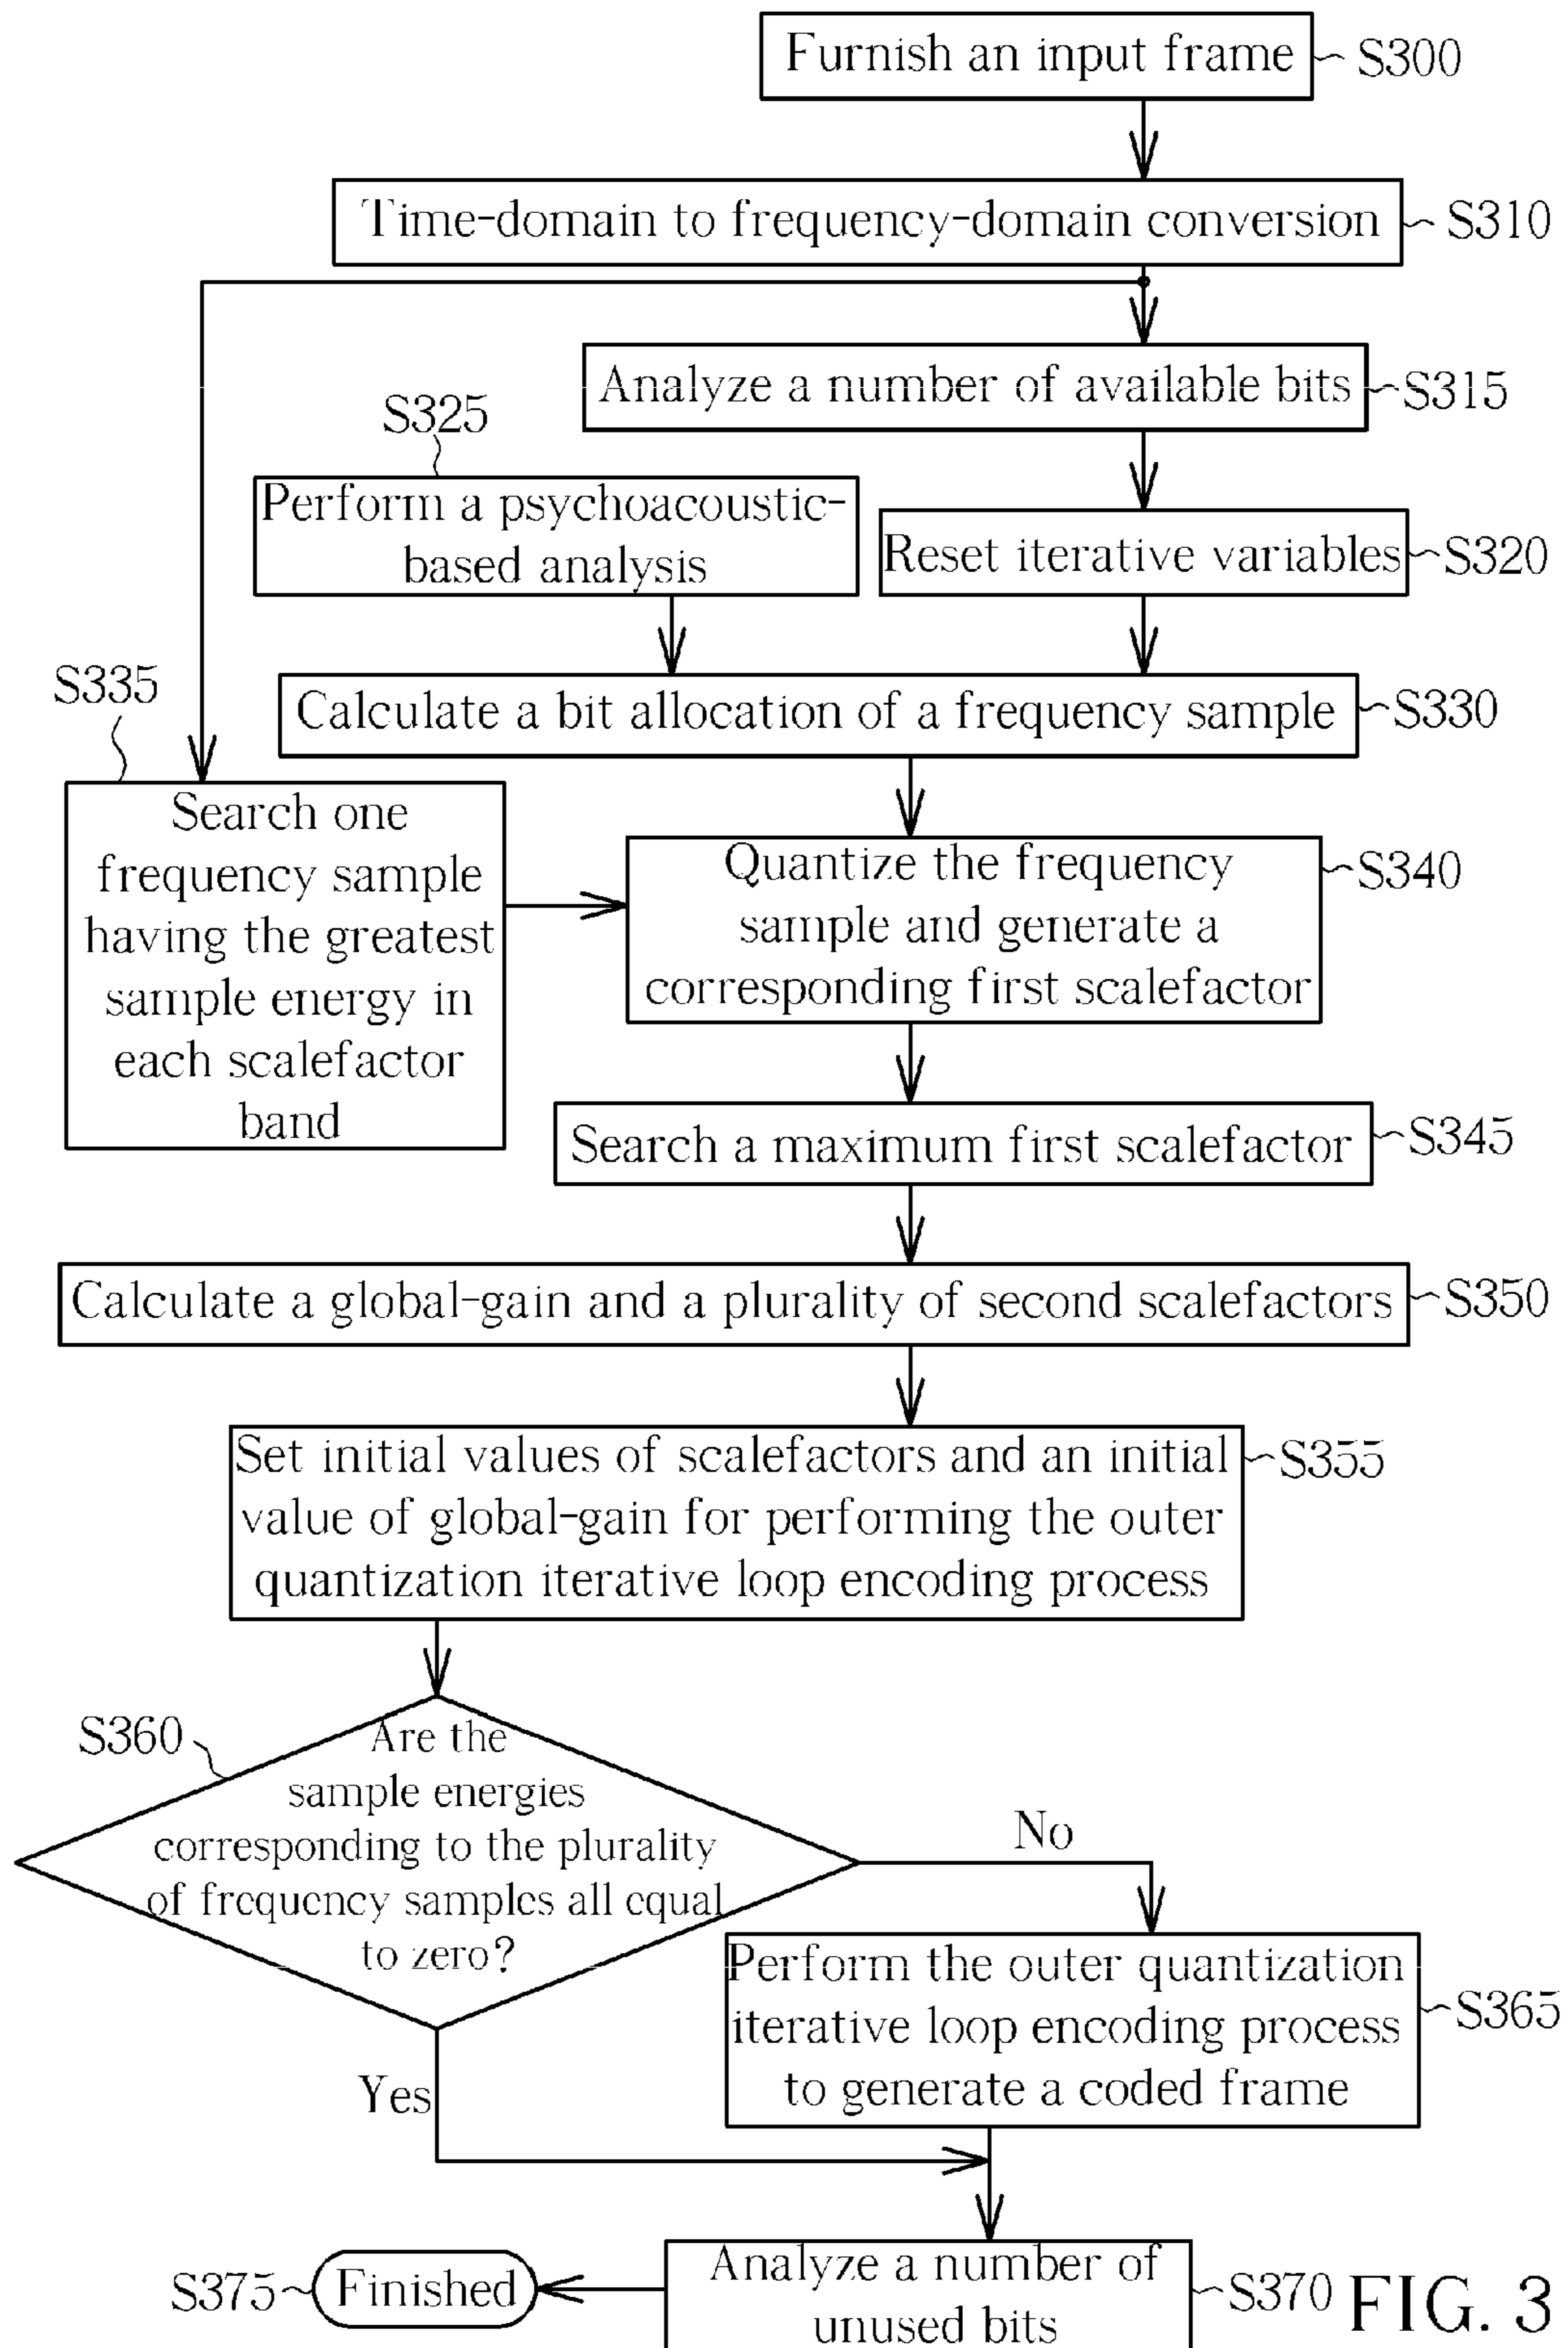 Furnish an input frame
S300
Time-domain to frequency-domain conversion
S310
Analyze a number of available bits
S315
S325
Perform a psychoacoustic-
based analysis
Reset iterative variables
S320
S335
Calculate a bit allocation of a frequency sample
S330
Search one
frequency sample
having the greatest
sample energy in
each scalefactor
band
Quantize the frequency
sample and generate a
corresponding first scalefactor
S340
Search a maximum first scalefactor
S345
Calculate a global-gain and a plurality of second scalefactors
S350
Set initial values of scalefactors and an initial
value of global-gain for performing the outer
quantization iterative loop encoding process
S355
S360
Are the
sample energies
corresponding to the plurality
of frequency samples all equal
to zero?
No
Perform the outer quantization
iterative loop encoding process
to generate a coded frame
S365
Yes
S375
Finished
Analyze a number of
unused bits
S370
FIG. 3